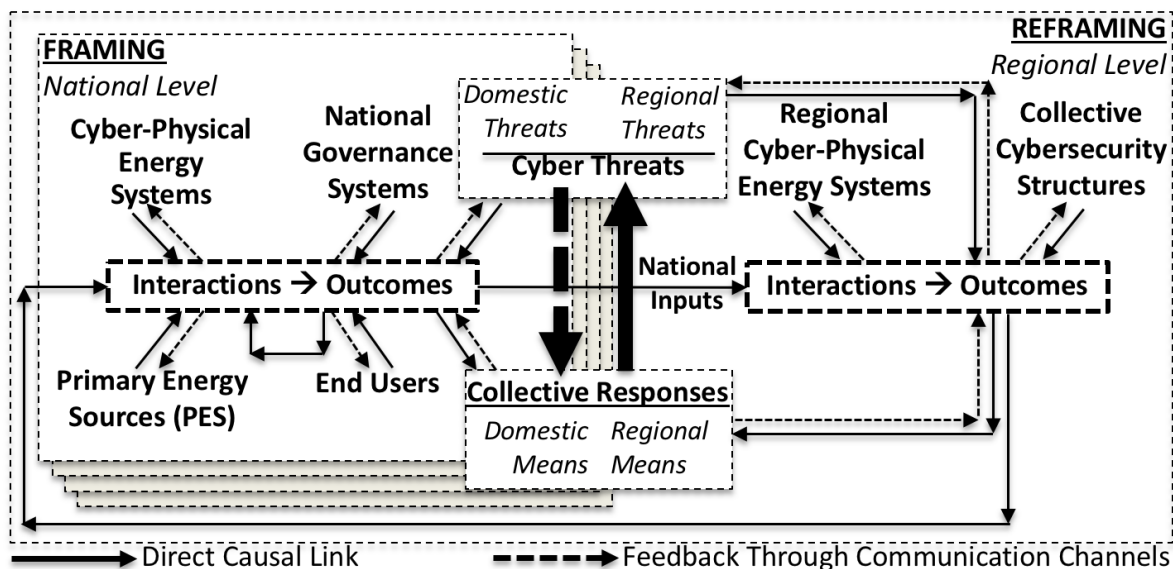 FRAMING
National Level
Cyber-Physical
Energy
Systems
National
Governance
Systems
Domestic
Threats
Regional
Threats
Cyber Threats
REFRAMING
Regional Level
Regional
Cyber-Physical
Energy Systems
Collective
Cybersecurity
Structures
Interactions → Outcomes
National
Inputs
Interactions → Outcomes
Primary Energy
Sources (PES)
End Users
Collective Responses
Domestic
Means
Regional
Means
Direct Causal Link
Feedback Through Communication Channels